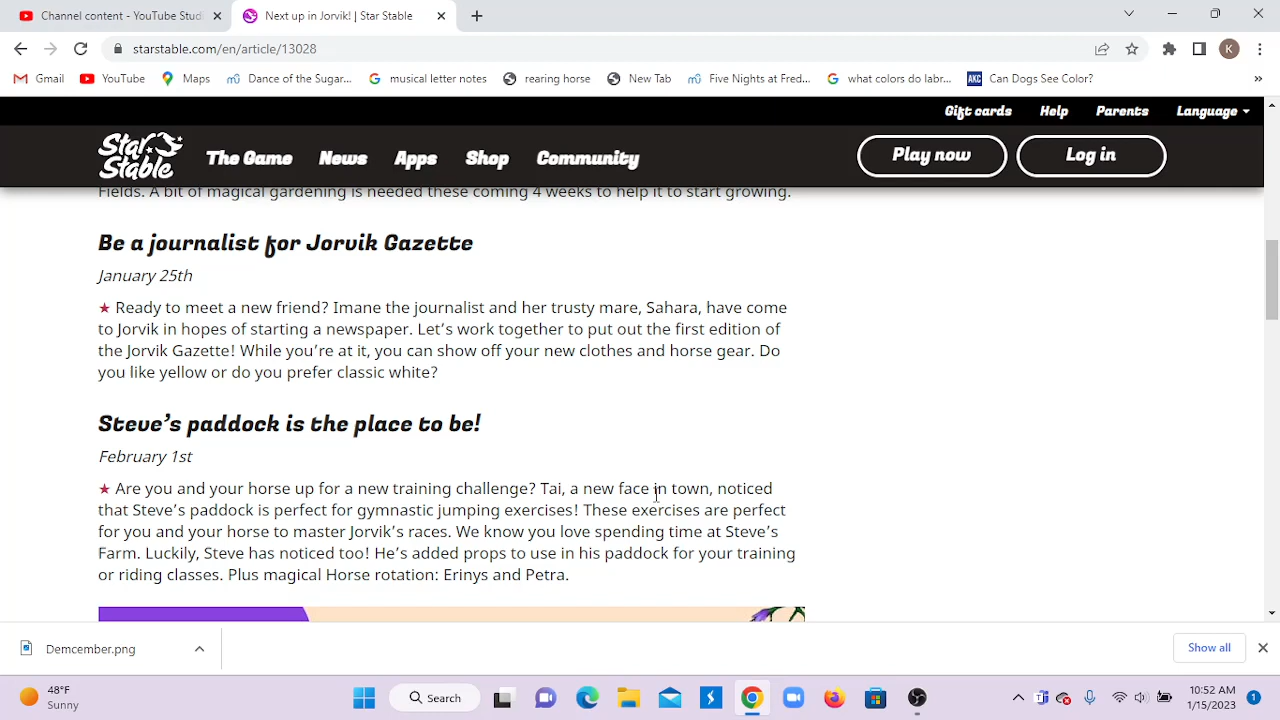 Channel content - YouTube Studi
Next up in Jorvik! | Star Stable
starstable.com/en/article/13028
K
Gmail
YouTube
Maps
Dance of the Sugar...
musical letter notes
rearing horse
New Tab
Five Nights at Fred...
what colors do labr...
AKC
Can Dogs See Color?
»
Gift cards
Help
Parents
Language
Star
Stable
The Game
News
Apps
Shop
Community
Play now
Log in
Fields. A bit of magical gardening is needed these coming 4 weeks to help it to start growing.
Be a journalist for Jorvik Gazette
January 25th
★ Ready to meet a new friend? Imane the journalist and her trusty mare, Sahara, have come
to Jorvik in hopes of starting a newspaper. Let’s work together to put out the first edition of
the Jorvik Gazette! While you’re at it, you can show off your new clothes and horse gear. Do
you like yellow or do you prefer classic white?
Steve’s paddock is the place to be!
February 1st
★ Are you and your horse up for a new training challenge? Tai, a new face in town, noticed
that Steve’s paddock is perfect for gymnastic jumping exercises! These exercises are perfect
for you and your horse to master Jorvik’s races. We know you love spending time at Steve’s
Farm. Luckily, Steve has noticed too! He’s added props to use in his paddock for your training
or riding classes. Plus magical Horse rotation: Erinys and Petra.
Demcember.png
Show all
48°F
Sunny
Search
10:52 AM
1/15/2023
1